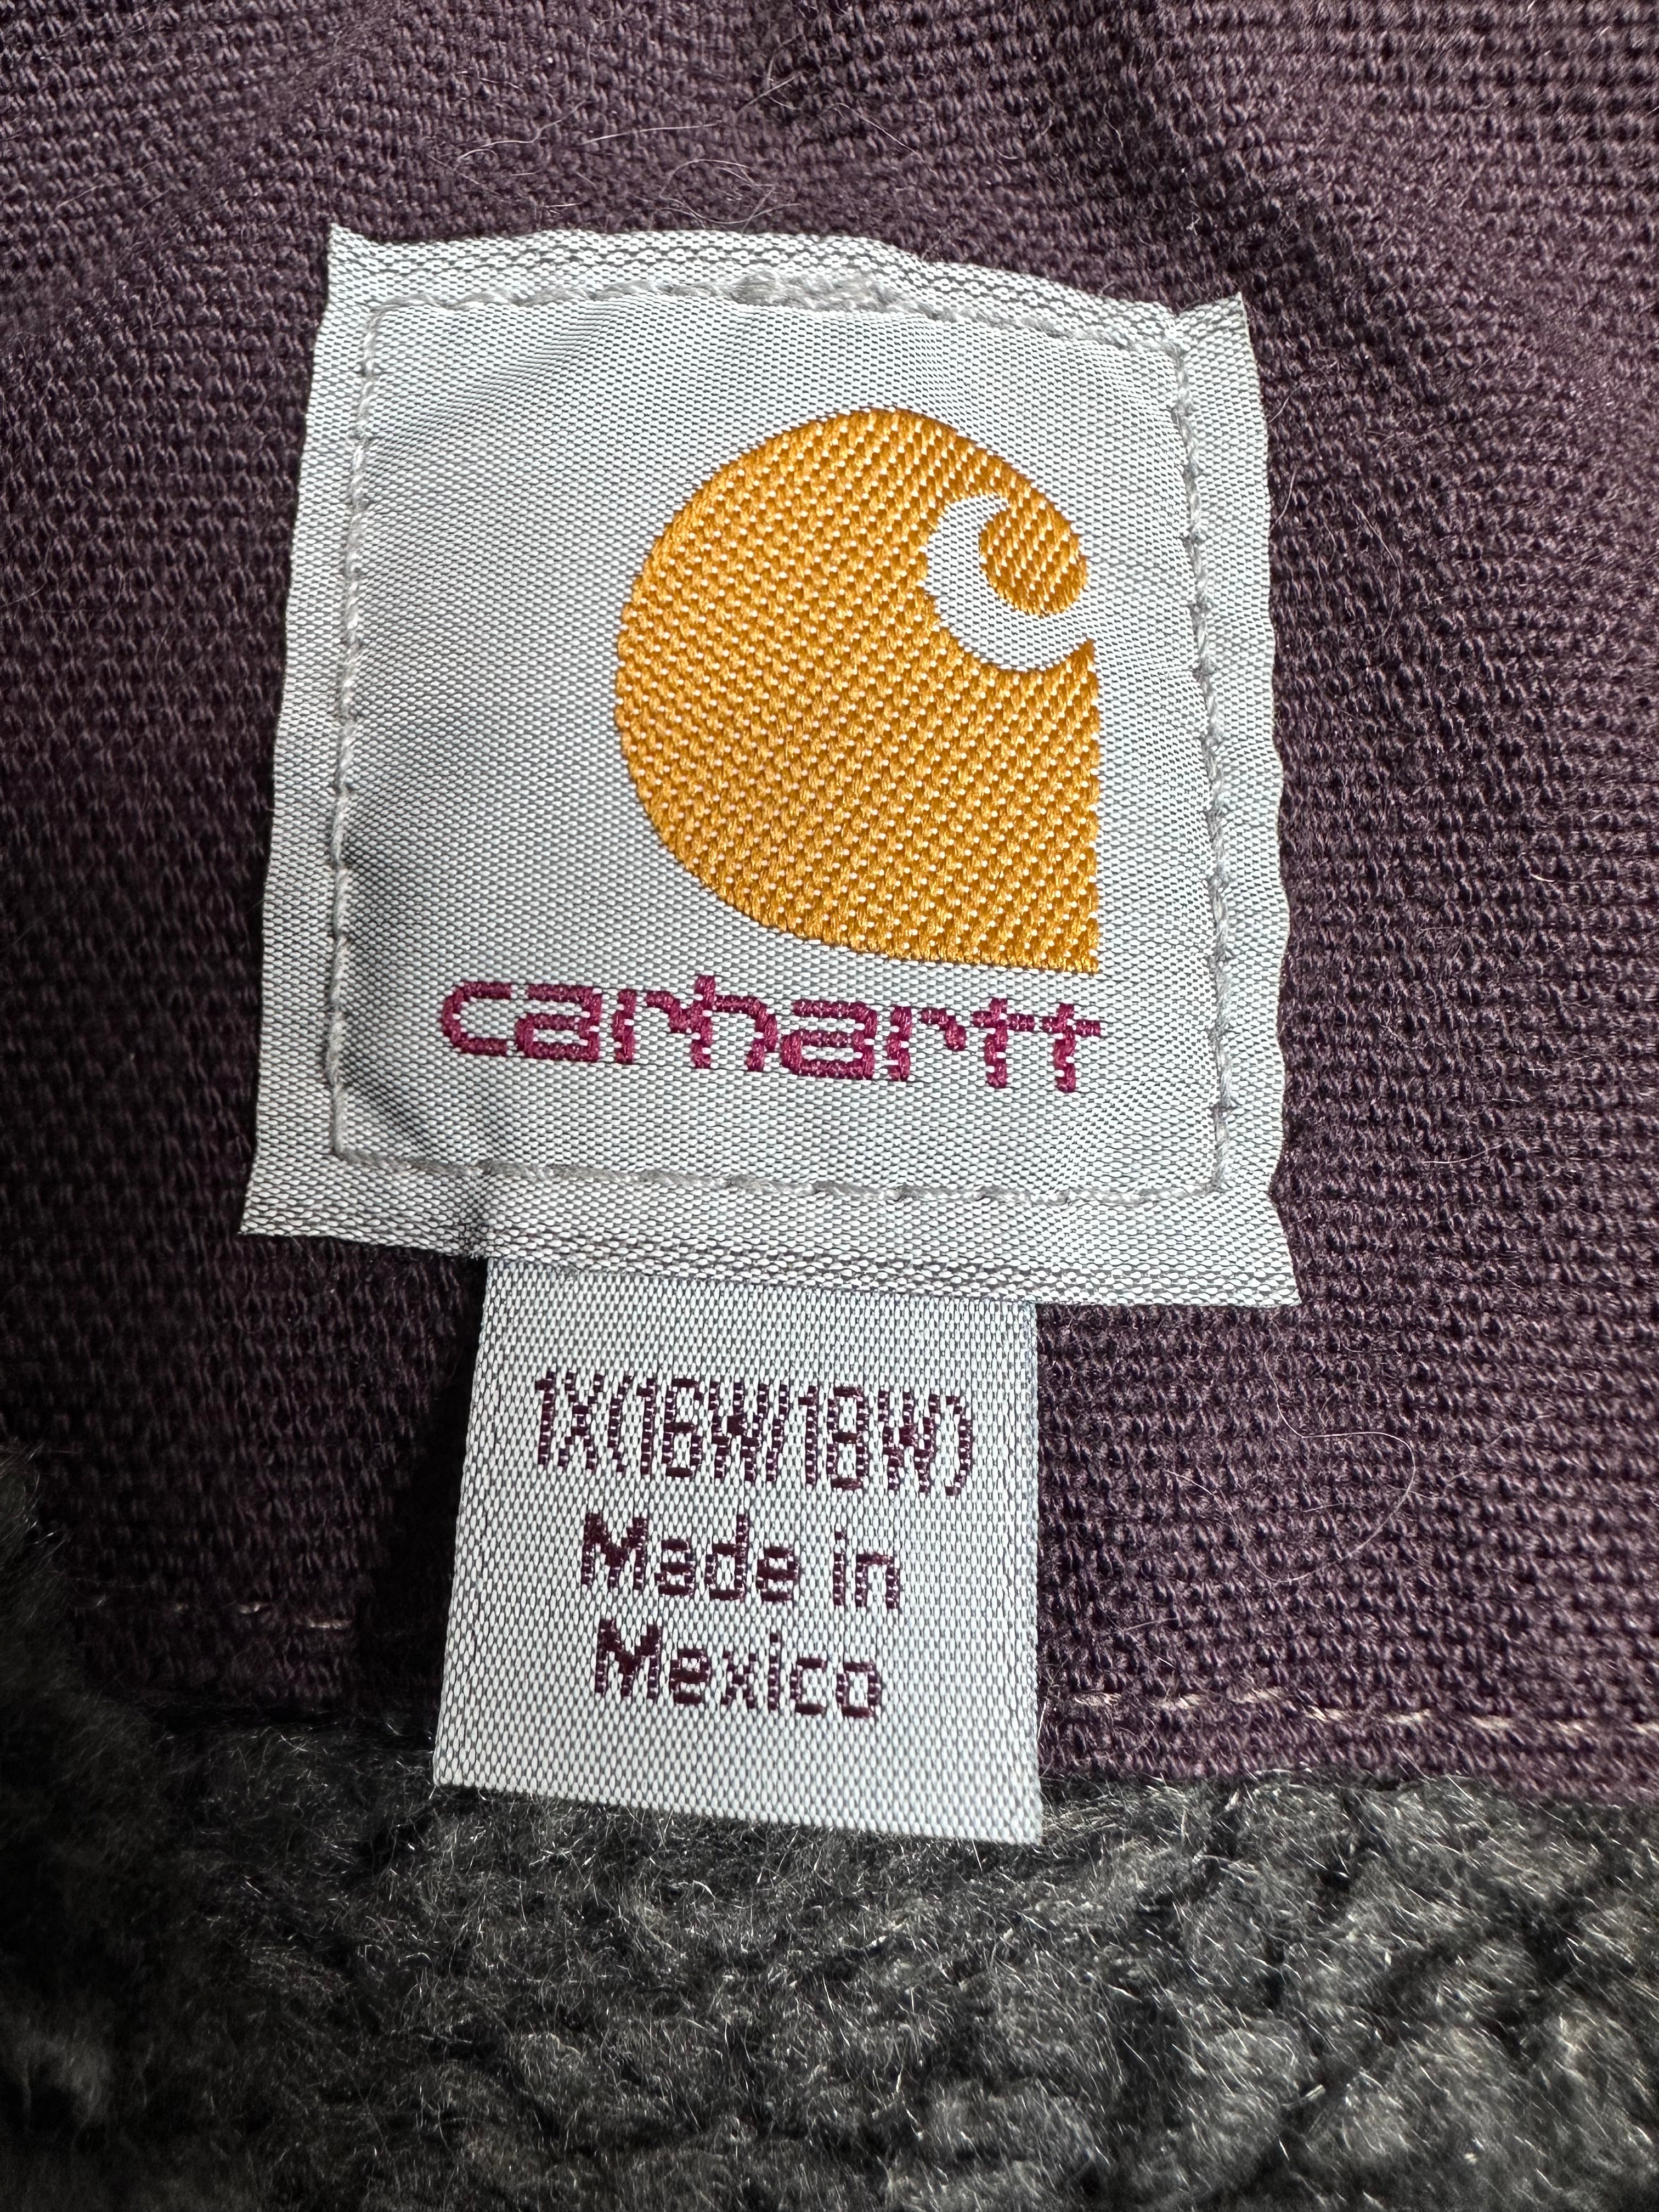 carhartt
1X(16W/18W)
Made in
Mexico